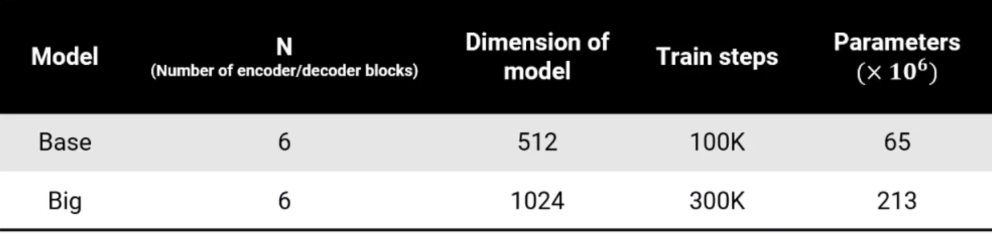 Model
N
(Number of encoder/decoder blocks)
Dimension of
model
Train steps
Parameters
(× 10⁶)
Base 6 512 100K 65
Big 6 1024 300K 213